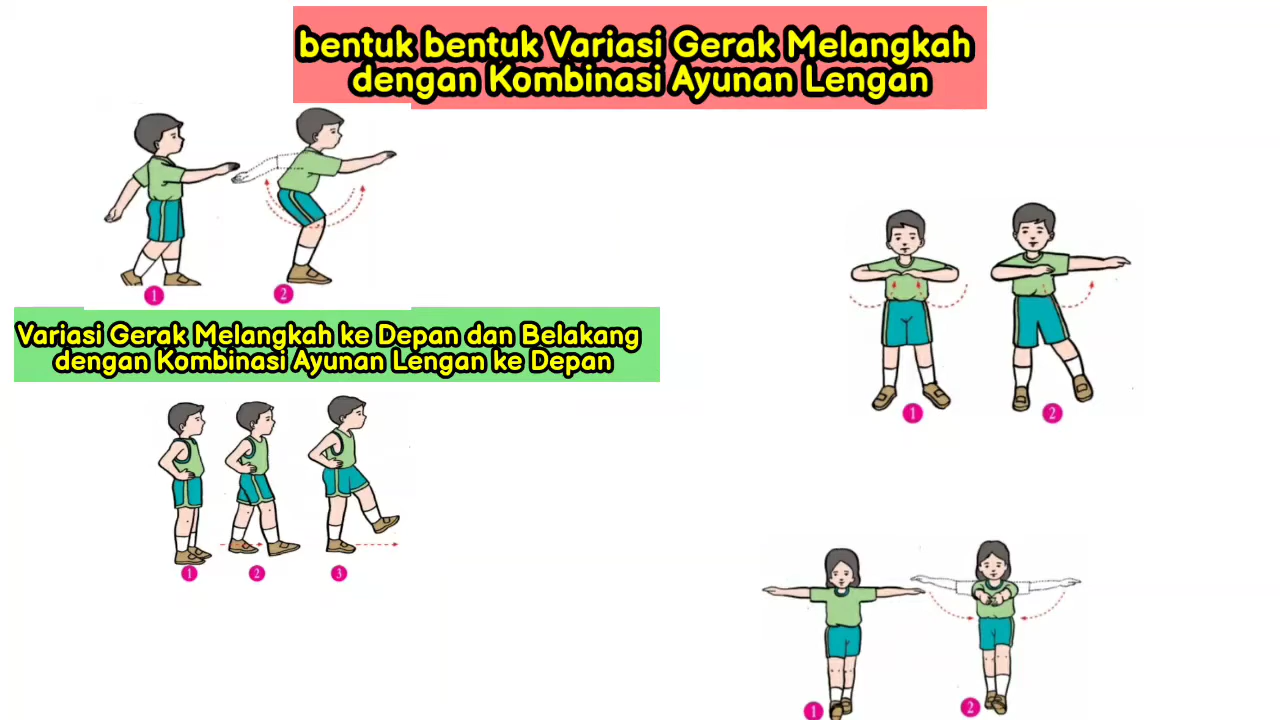 bentuk bentuk Variasi Gerak Melangkah
dengan Kombinasi Ayunan Lengan
1
2
Variasi Gerak Melangkah ke Depan dan Belakang
dengan Kombinasi Ayunan Lengan ke Depan
1
2
3
1
2
1
2